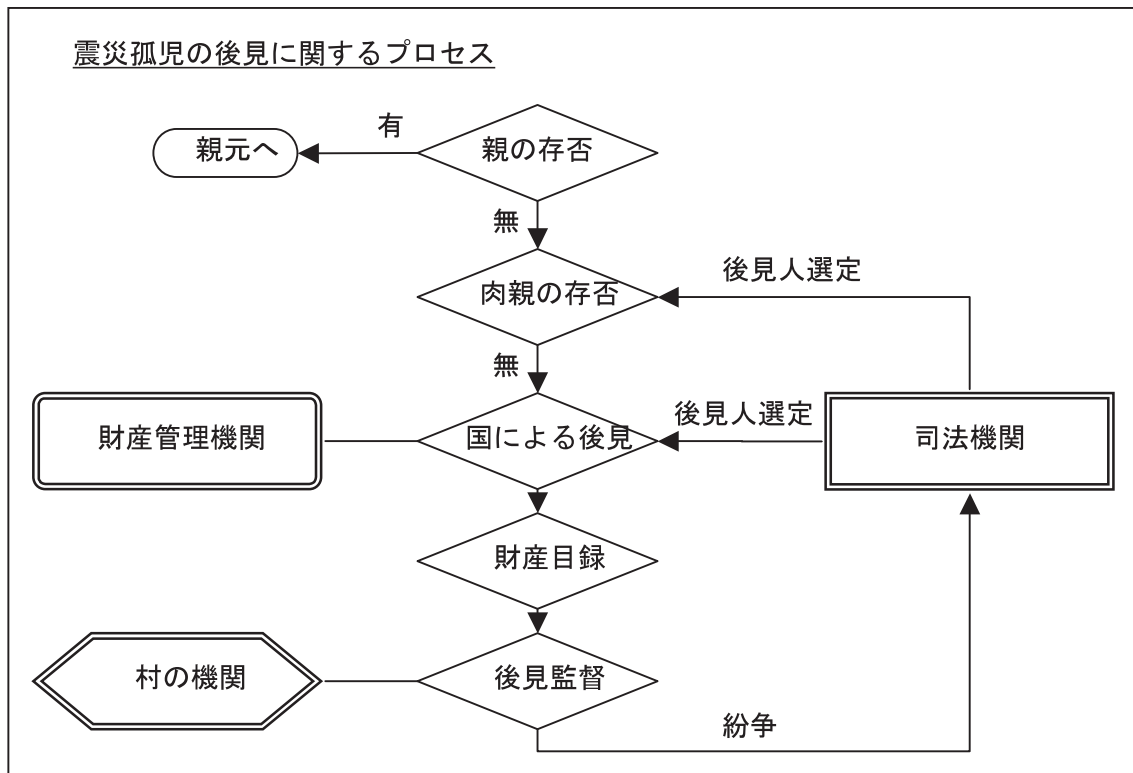 震災孤児の後見に関するプロセス
有
親元へ
親の存否
無
後見人選定
肉親の存否
無
後見人選定
財産管理機関
国による後見
司法機関
財産目録
村の機関
後見監督
紛争